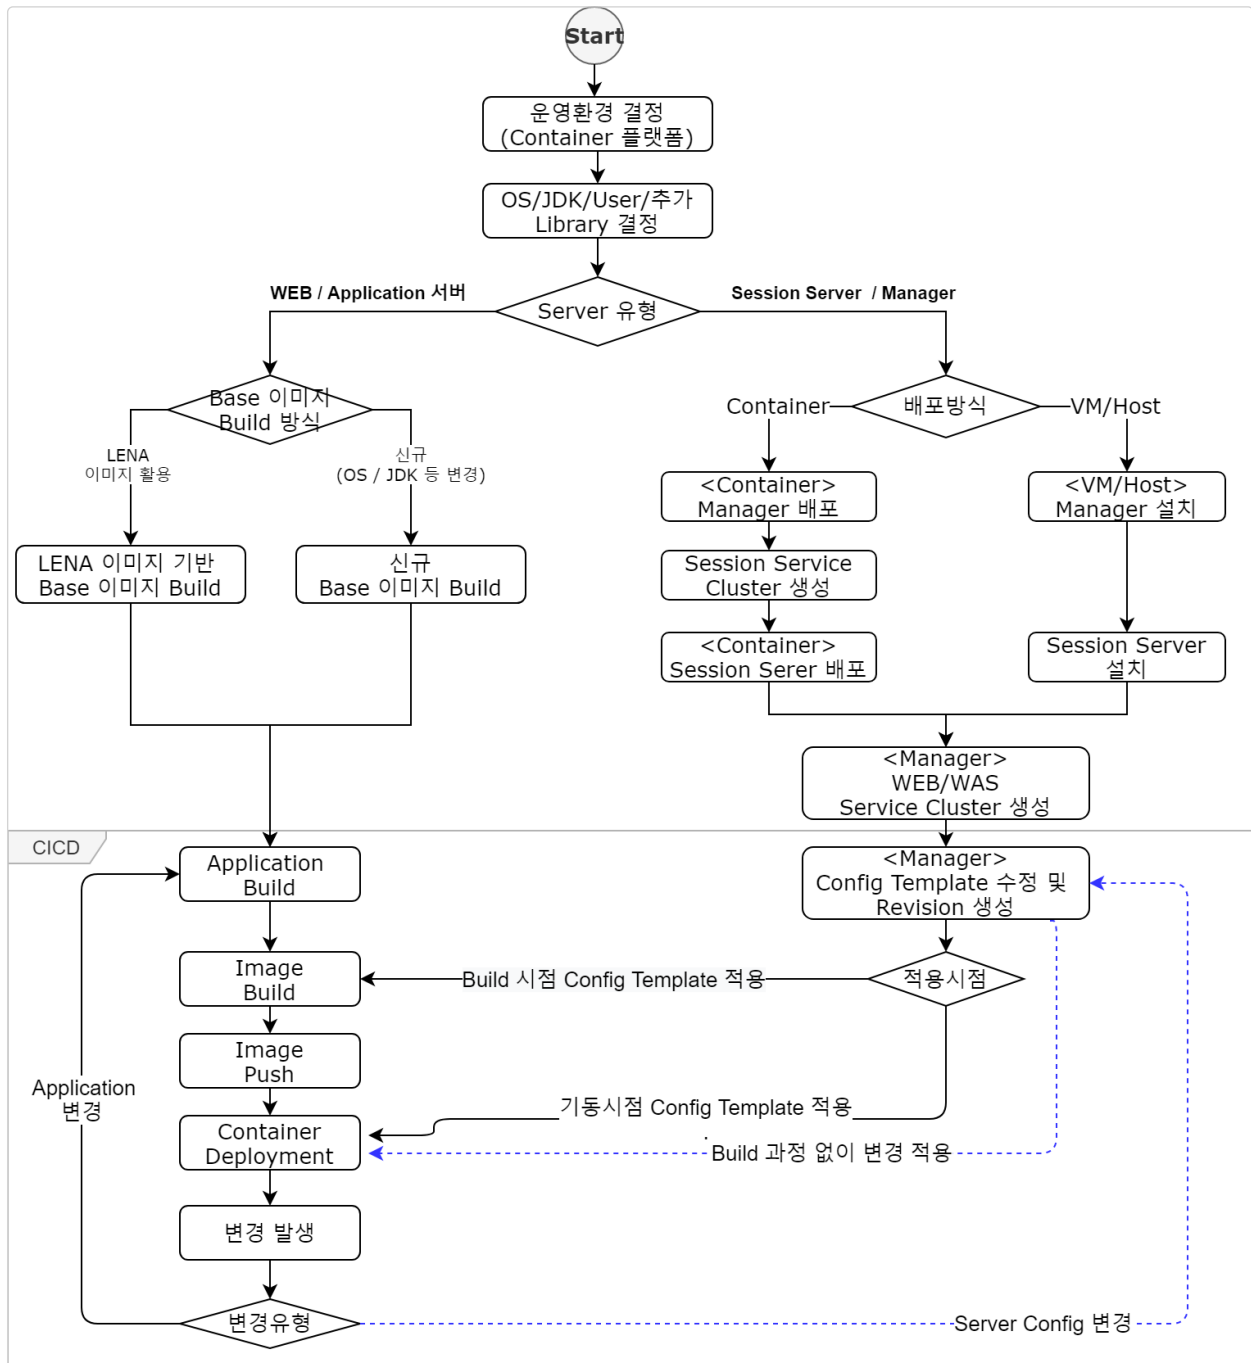 Start
운영환경 결정
(Container 플랫폼)
OS/JDK/User/추가
Library 결정
WEB / Application 서버
Server 유형
Session Server / Manager
Base 이미지
Build 방식
배포방식
Container
VM/Host
LENA
이미지 활용
신규
(OS / JDK 등 변경)
<Container>
Manager 배포
<VM/Host>
Manager 설치
LENA 이미지 기반
Base 이미지 Build
신규
Base 이미지 Build
Session Service
Cluster 생성
<Container>
Session Serer 배포
Session Server
설치
<Manager>
WEB/WAS
Service Cluster 생성
CICD
Application
Build
<Manager>
Config Template 수정 및
Revision 생성
Image
Build
Build 시점 Config Template 적용
적용시점
Image
Push
Application
변경
기동시점 Config Template 적용
.
Container
Deployment
Build 과정 없이 변경 적용
변경 발생
변경유형
Server Config 변경